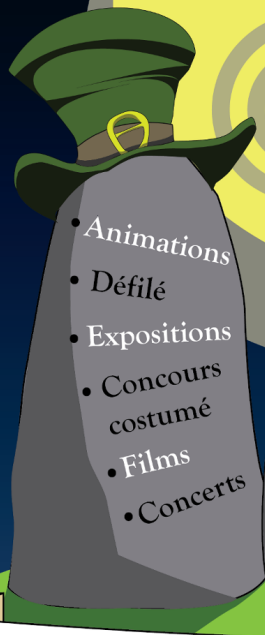 • Animations
• Défilé
• Expositions
• Concours
costumé
• Films
• Concerts